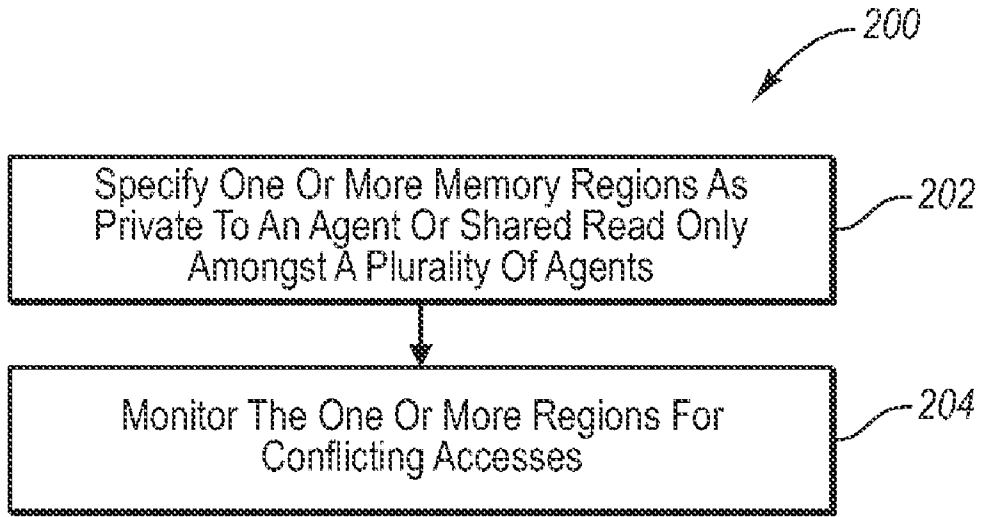 200
Specify One Or More Memory Regions As
Private To An Agent Or Shared Read Only
Amongst A Plurality Of Agents
202
Monitor The One Or More Regions For
Conflicting Accesses
204